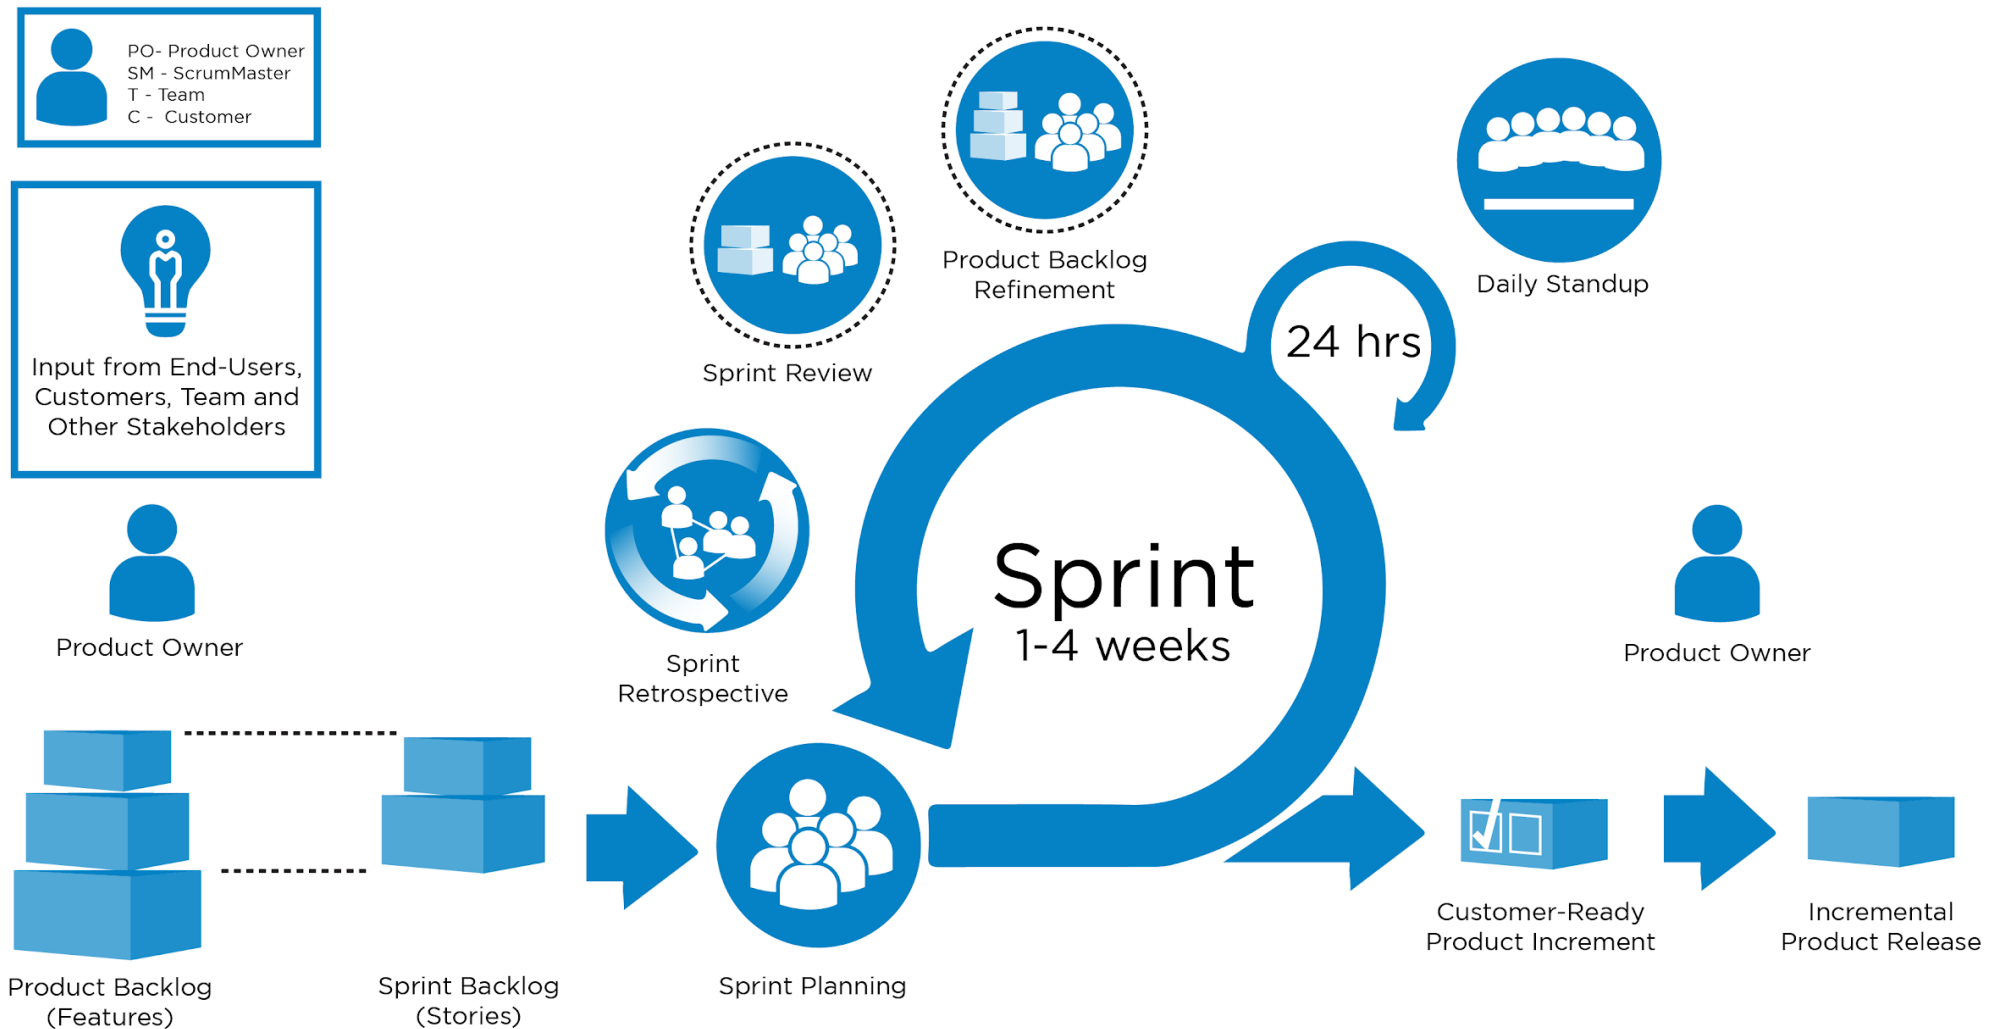 PO- Product Owner
SM - ScrumMaster
T - Team
C - Customer
Input from End-Users,
Customers, Team and
Other Stakeholders
Product Owner
Product Backlog
(Features)
Sprint Backlog
(Stories)
Sprint Planning
Sprint
Retrospective
Sprint Review
Product Backlog
Refinement
Daily Standup
24 hrs
Sprint
1-4 weeks
Product Owner
Customer-Ready
Product Increment
Incremental
Product Release